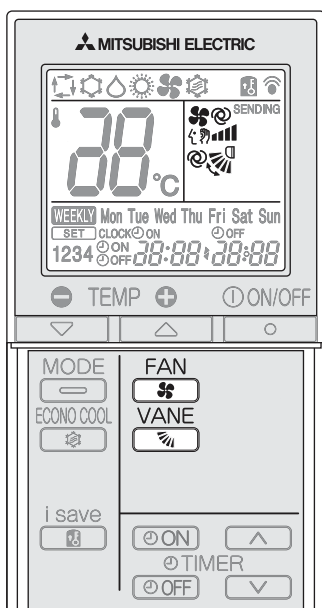 MITSUBISHI ELECTRIC
SENDING
88°C
WEEKLY Mon Tue Wed Thu Fri Sat Sun
SET CLOCK ON OFF
1234 ON OFF 88:88 88:88
TEMP ON/OFF
MODE FAN
ECONO COOL VANE
i save
ON
TIMER
OFF